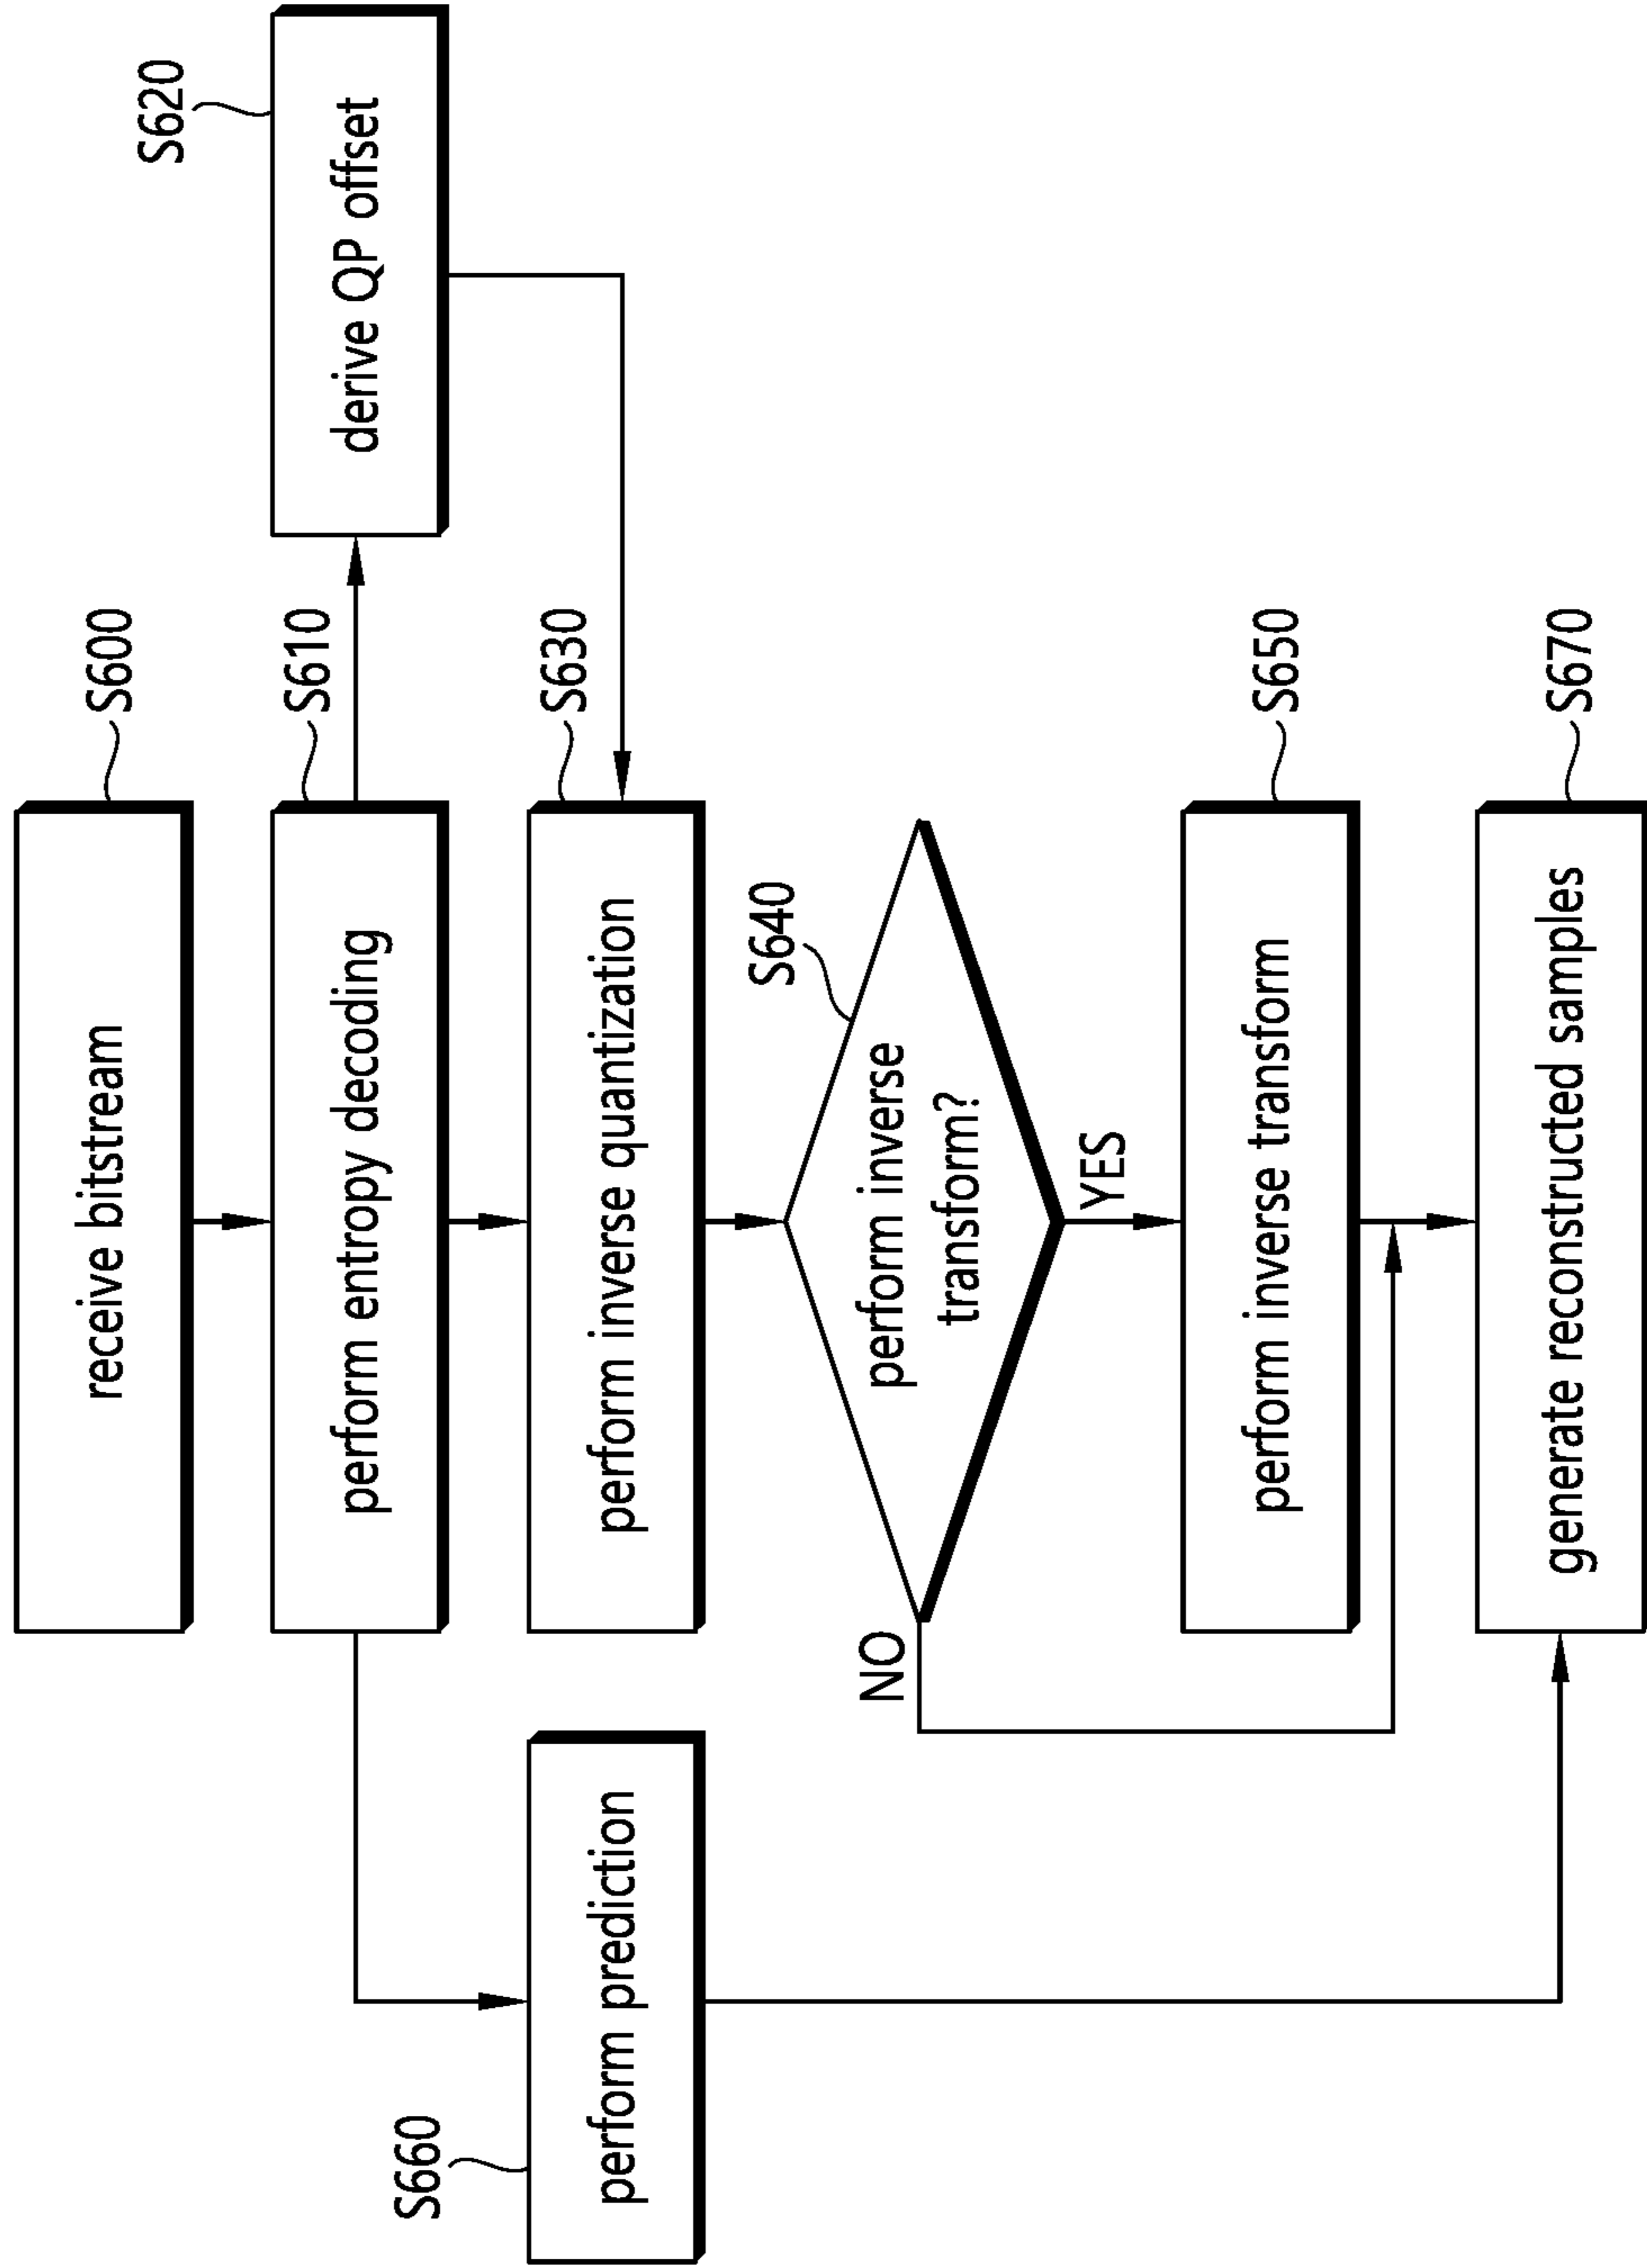 receive bitstream
S600
perform entropy decoding
S610
derive QP offset
S620
perform inverse quantization
S630
perform inverse
transform?
S640
NO
YES
perform inverse transform
S650
perform prediction
S660
generate reconstructed samples
S670